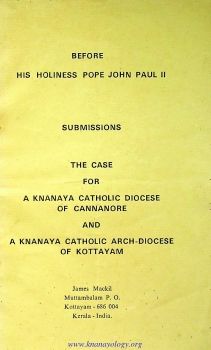 BEFORE
HIS HOLINESS POPE JOHN PAUL II
SUBMISSIONS
THE CASE
FOR
A KNANAYA CATHOLIC DIOCESE
OF CANNANORE
AND
A KNANAYA CATHOLIC ARCH-DIOCESE
OF KOTTAYAM
James Mackil
Muttambalam P. O.
Kottayam - 686 004
Kerala - India.
www.knanayology.org